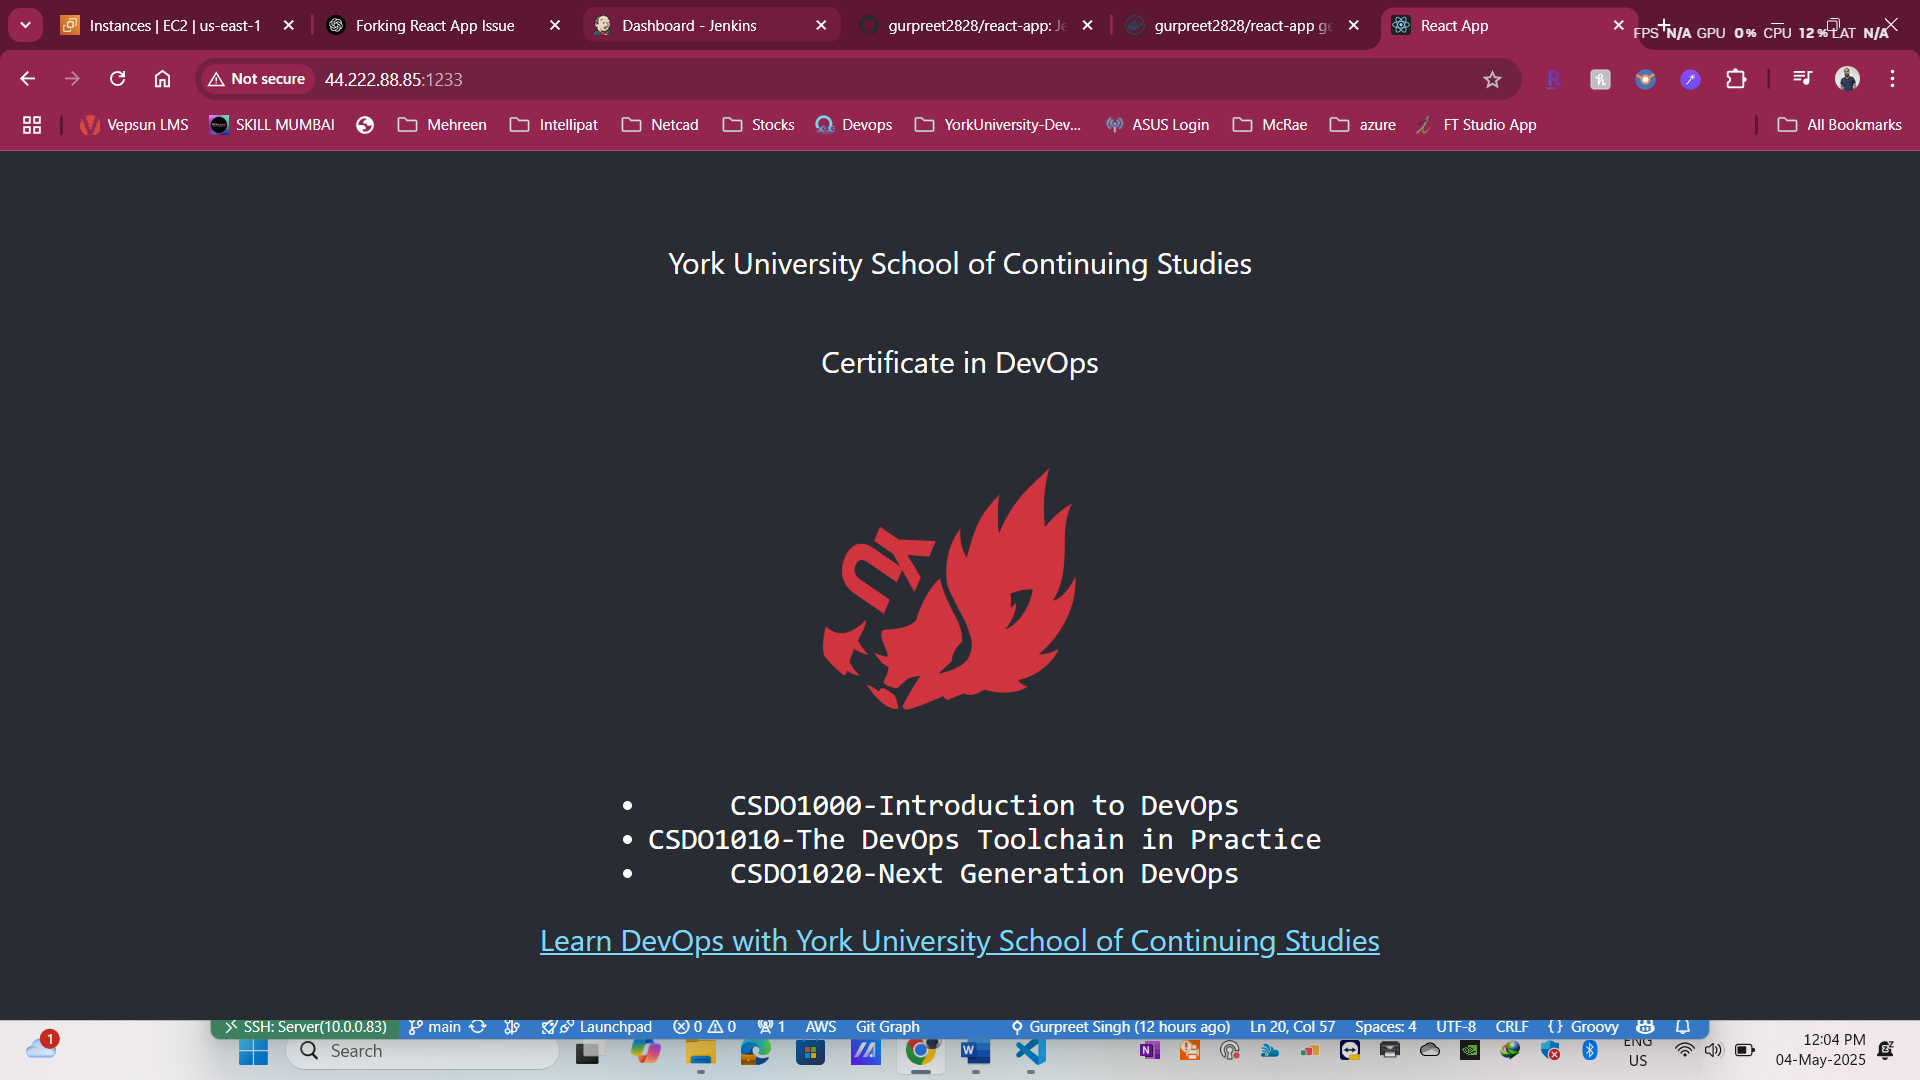 Instances | EC2 | us-east-1
Forking React App Issue
Dashboard - Jenkins
gurpreet2828/react-app: Je
gurpreet2828/react-app ge
React App
FPS N/A GPU 0% CPU 12% LAT N/A
Not secure
44.222.88.85:1233
Vepsun LMS
SKILL MUMBAI
Mehreen
Intellipat
Netcad
Stocks
Devops
YorkUniversity-Dev...
ASUS Login
McRae
azure
FT Studio App
All Bookmarks
York University School of Continuing Studies
Certificate in DevOps
YU
• CSDO1000-Introduction to DevOps
• CSDO1010-The DevOps Toolchain in Practice
• CSDO1020-Next Generation DevOps
Learn DevOps with York University School of Continuing Studies
SSH: Server(10.0.0.83)
main
Launchpad
0
0
1
AWS
Git Graph
Gurpreet Singh (12 hours ago)
Ln 20, Col 57
Spaces: 4
UTF-8
CRLF
{} Groovy
1
Search
ENG
US
12:04 PM
04-May-2025